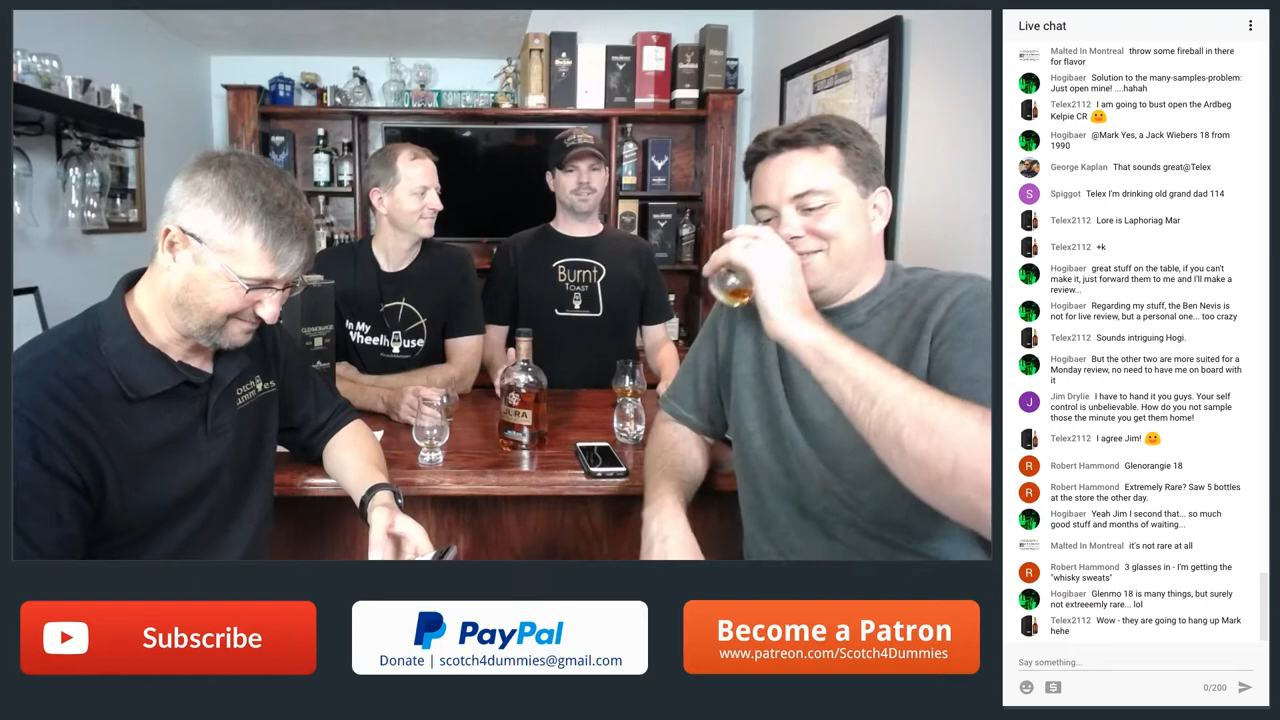 Burnt
TOAST
In My
Wheelhouse
JURA
Subscribe
PayPal
Donate | scotch4dummies@gmail.com
Become a Patron
www.patreon.com/Scotch4Dummies
Live chat
Malted In Montreal throw some fireball in there
for flavor
Hogibaer Solution to the many-samples-problem:
Just open mine! ....hahah
Telex2112 I am going to bust open the Ardbeg
Kelpie CR
Hogibaer @Mark Yes, a Jack Wiebers 18 from
1990
George Kaplan That sounds great@Telex
S
Spiggot Telex I'm drinking old grand dad 114
Telex2112 Lore is Laphoriag Mar
Telex2112 +k
Hogibaer great stuff on the table, if you can't
make it, just forward them to me and I'll make a
review...
Hogibaer Regarding my stuff, the Ben Nevis is
not for live review, but a personal one... too crazy
Telex2112 Sounds intriguing Hogi.
Hogibaer But the other two are more suited for a
Monday review, no need to have me on board with
it
J
Jim Drylie I have to hand it you guys. Your self
control is unbelievable. How do you not sample
those the minute you get them home!
Telex2112 I agree Jim!
R
Robert Hammond Glenorangie 18
R
Robert Hammond Extremely Rare? Saw 5 bottles
at the store the other day.
Hogibaer Yeah Jim I second that... so much
good stuff and months of waiting...
Malted In Montreal it's not rare at all
R
Robert Hammond 3 glasses in - I'm getting the
"whisky sweats"
Hogibaer Glenmo 18 is many things, but surely
not extreeemly rare... lol
Telex2112 Wow - they are going to hang up Mark
hehe
Say something...
0/200